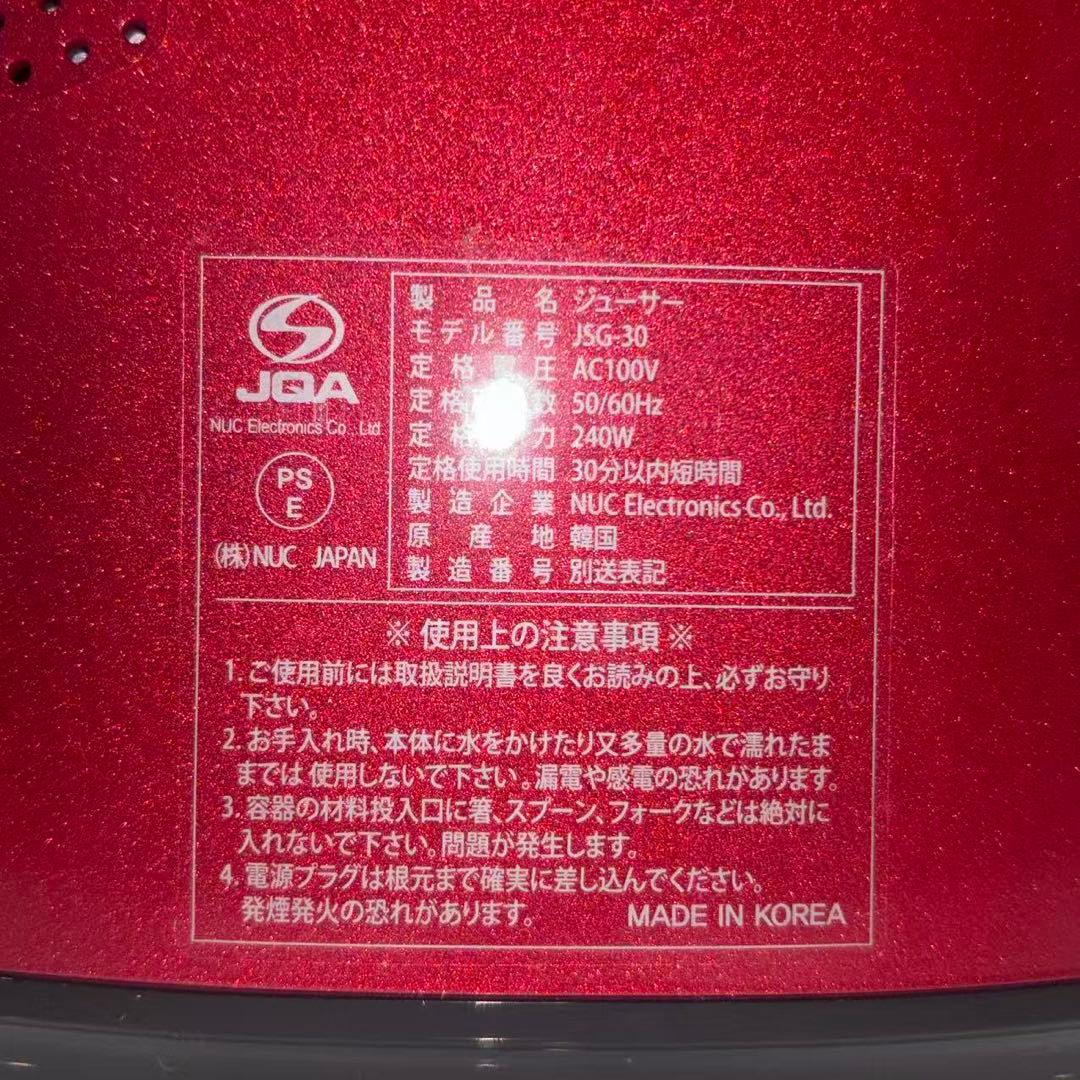 JQA
NUC Electronics Co., Ltd
PS
E
(株)NUC JAPAN
製品名 ジューサー
モデル番号 JSG-30
定格 圧 AC100V
定格 数 50/60Hz
定格 力 240W
定格使用時間 30分以内短時間
製造企業 NUC Electronics Co., Ltd.
原産地 韓国
製造番号 別送表記
※ 使用上の注意事項 ※
1. ご使用前には取扱説明書を良くお読みの上、必ずお守り
下さい。
2. お手入れ時、本体に水をかけたり又多量の水で濡れたま
までは 使用しないで下さい。漏電や感電の恐れがあります。
3. 容器の材料投入口に箸、スプーン、フォークなどは絶対に
入れないで下さい。問題が発生します。
4. 電源プラグは根元まで確実に差し込んでください。
発煙発火の恐れがあります。 MADE IN KOREA